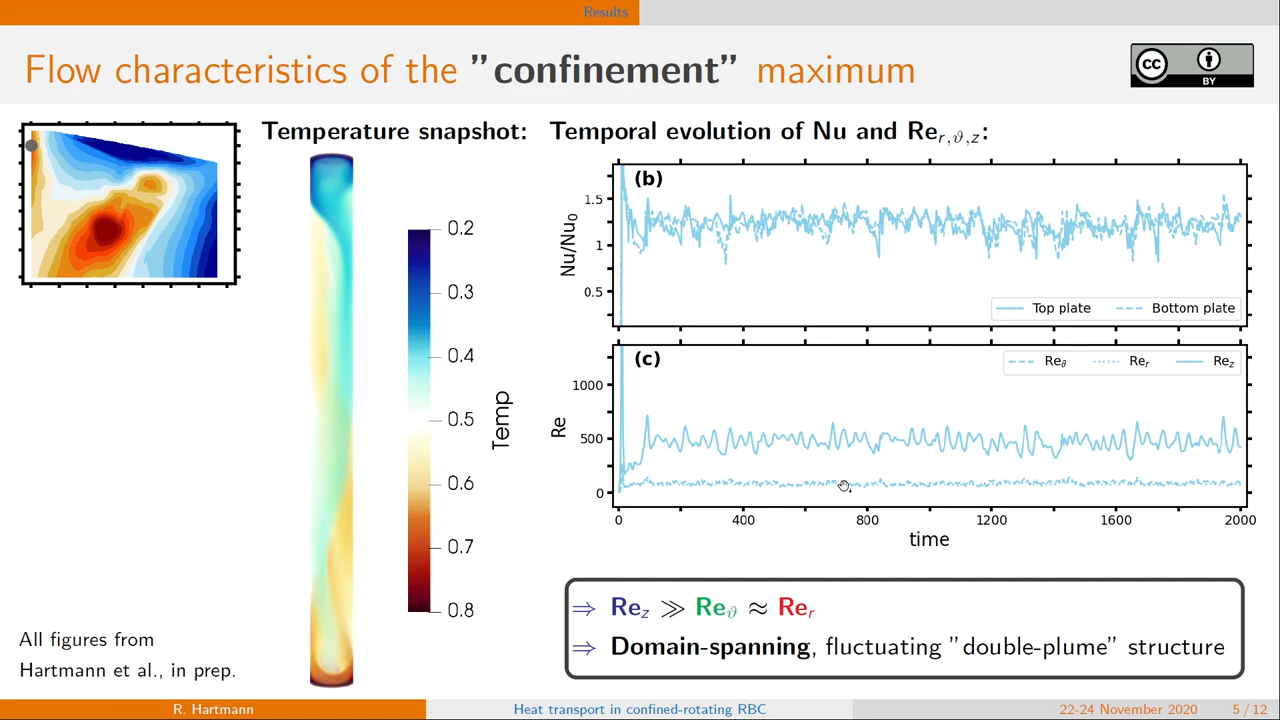 Results
Flow characteristics of the "confinement" maximum
cc
BY
Temperature snapshot:
0.2
0.3
0.4
0.5
0.6
0.7
0.8
Temp
Temporal evolution of Nu and Re_{r,ϑ,z}:
(b)
1.5
1
0.5
Nu/Nu₀
Top plate
Bottom plate
(c)
Re_ϑ
Re_r
Re_z
1000
500
0
Re
0 400 800 1200 1600 2000
time
⇒ Re_z ≫ Re_ϑ ≈ Re_r
⇒ Domain-spanning, fluctuating "double-plume" structure
All figures from
Hartmann et al., in prep.
R. Hartmann
Heat transport in confined-rotating RBC
22-24 November 2020
5 / 12